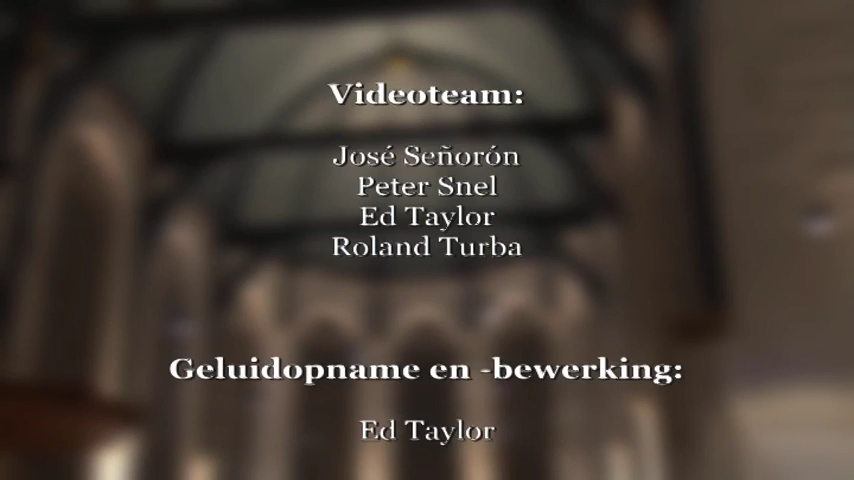 Videoteam:
José Señorón
Peter Snel
Ed Taylor
Roland Turba
Geluidopname en -bewerking:
Ed Taylor